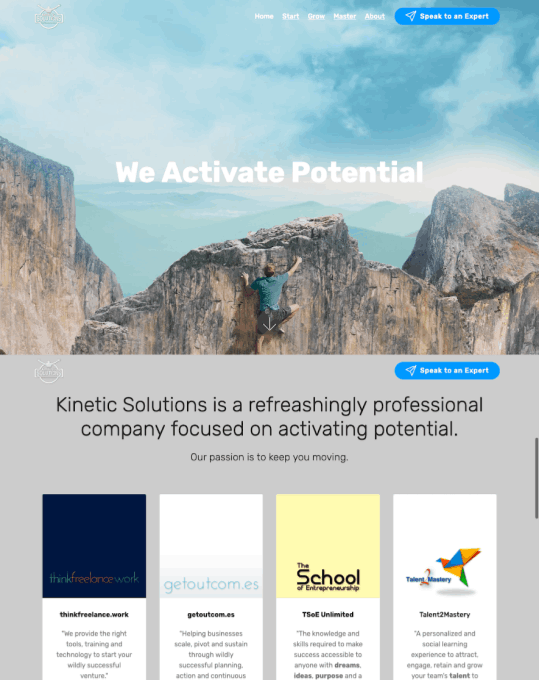 Home Start Grow Master About Speak to an Expert
We Activate Potential
Speak to an Expert
Kinetic Solutions is a refreashingly professional
company focused on activating potential.
Our passion is to keep you moving.
thinkfreelance.work
getoutcom.es
The
School
of Entrepreneurship
Talent2Mastery
thinkfreelance.work
getoutcom.es
TSoE Unlimited
Talent2Mastery
"We provide the right
tools, training and
technology to start your
wildly successful
venture."
"Helping businesses
scale, pivot and sustain
through wildly
successful planning,
action and continuous
"The knowledge and
skills required to make
success accessible to
anyone with dreams,
ideas, purpose and a
"A personalized and
social learning
experience to attract,
engage, retain and grow
your team's talent to